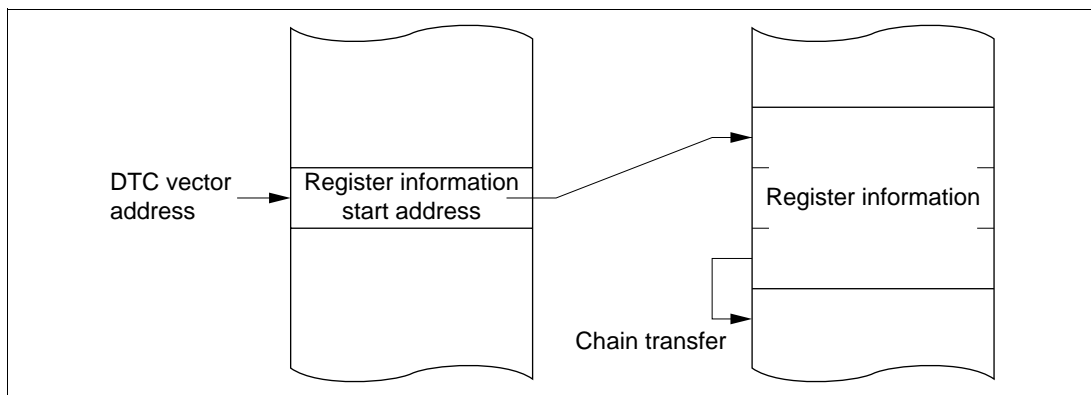 DTC vector
address
Register information
start address
Register information
Chain transfer